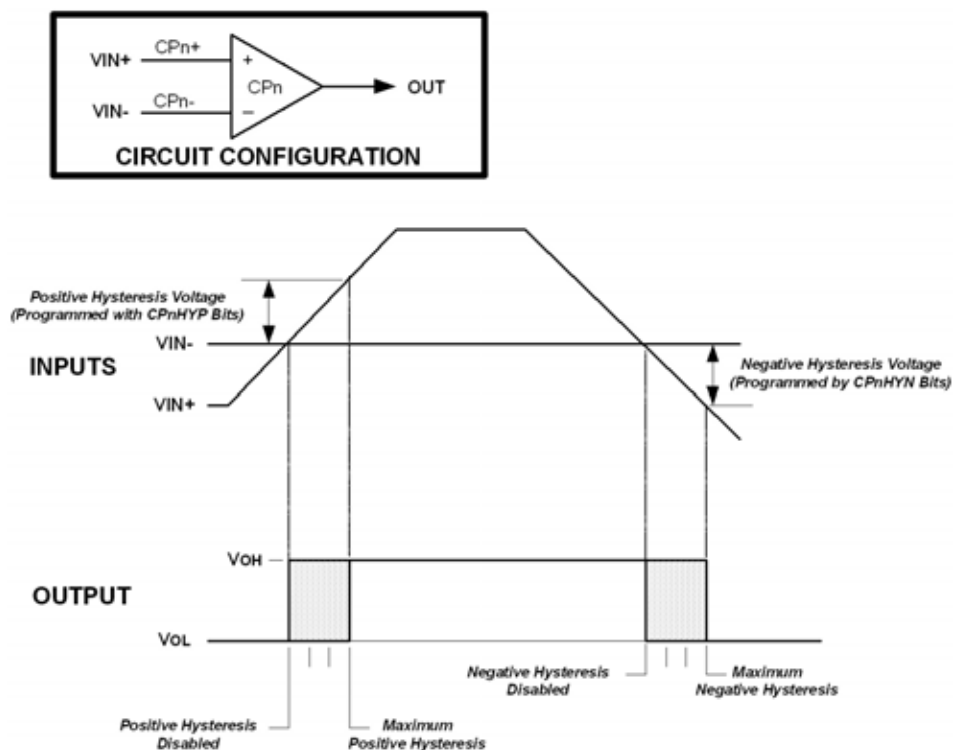 VIN+
CPn+
+
CPn
OUT
VIN-
CPn-
−
CIRCUIT CONFIGURATION
Positive Hysteresis Voltage
(Programmed with CPnHYP Bits)
VIN-
INPUTS
VIN+
Negative Hysteresis Voltage
(Programmed by CPnHYN Bits)
VOH
OUTPUT
VOL
Negative Hysteresis
Disabled
Maximum
Negative Hysteresis
Positive Hysteresis
Disabled
Maximum
Positive Hysteresis